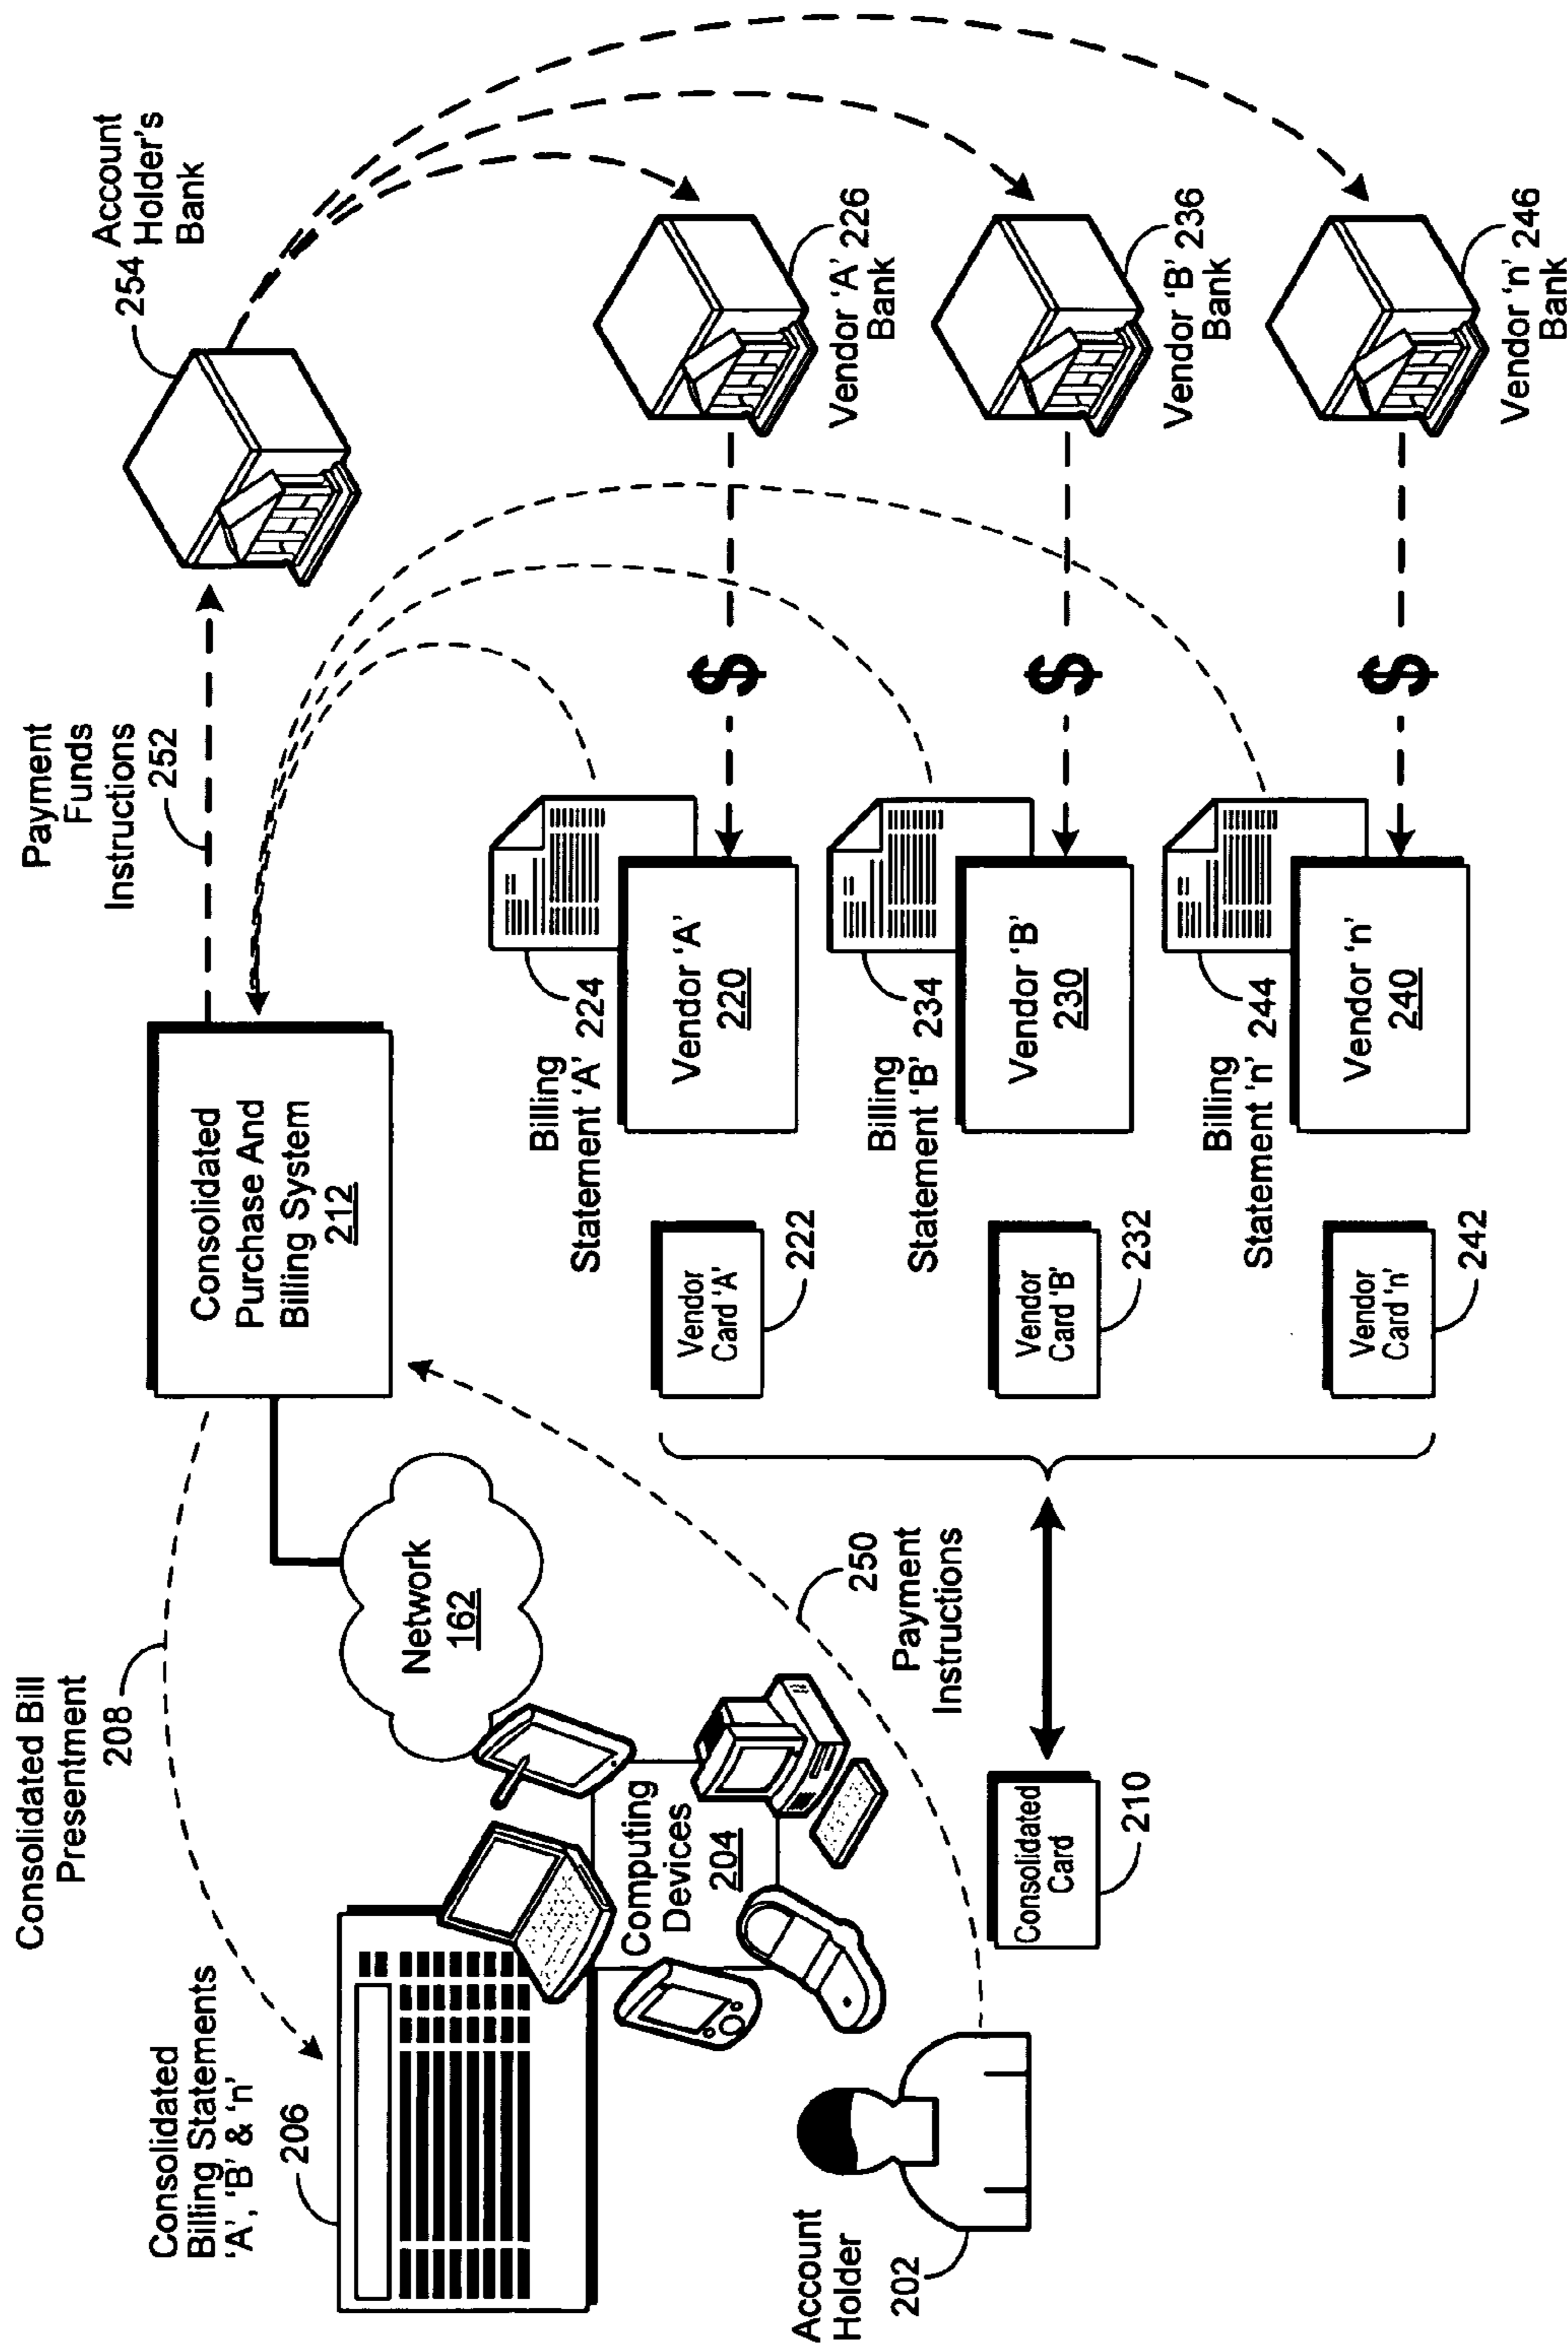 Consolidated
Billing Statements
'A', 'B' & 'n'
206
Consolidated Bill
Presentment
208
Payment
Funds
Instructions
252
254
Account
Holder's
Bank
Consolidated
Purchase And
Billing System
212
Network
162
Computing
Devices
204
Account
Holder
202
250
Payment
Instructions
Consolidated
Card
210
Vendor
Card 'A'
222
Billing
Statement 'A' 224
Vendor 'A'
220
$
Vendor 'A' 226
Bank
Vendor
Card 'B'
232
Billing
Statement 'B' 234
Vendor 'B'
230
$
Vendor 'B' 236
Bank
Vendor
Card 'n'
242
Billing
Statement 'n' 244
Vendor 'n'
240
$
Vendor 'n' 246
Bank